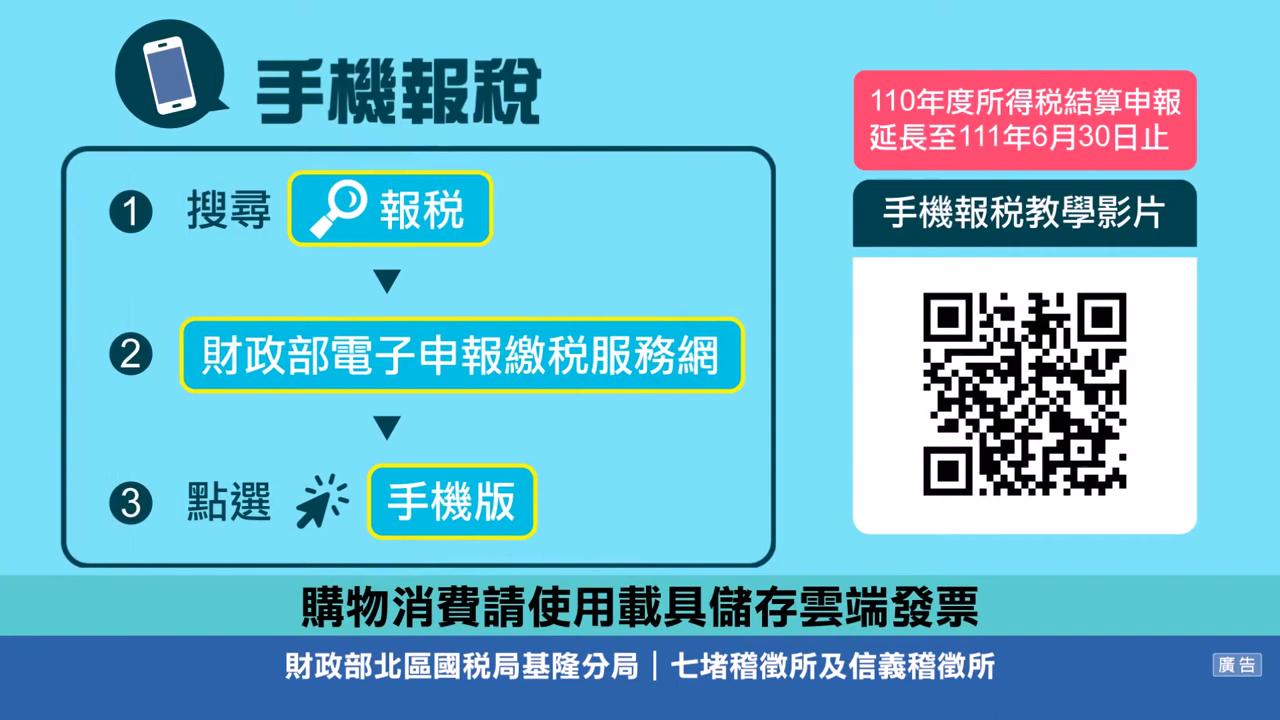 手機報稅
110年度所得稅結算申報
延長至111年6月30日止
1 搜尋 報稅
2 財政部電子申報繳稅服務網
3 點選 手機版
手機報稅教學影片
購物消費請使用載具儲存雲端發票
財政部北區國稅局基隆分局｜七堵稽徵所及信義稽徵所
廣告